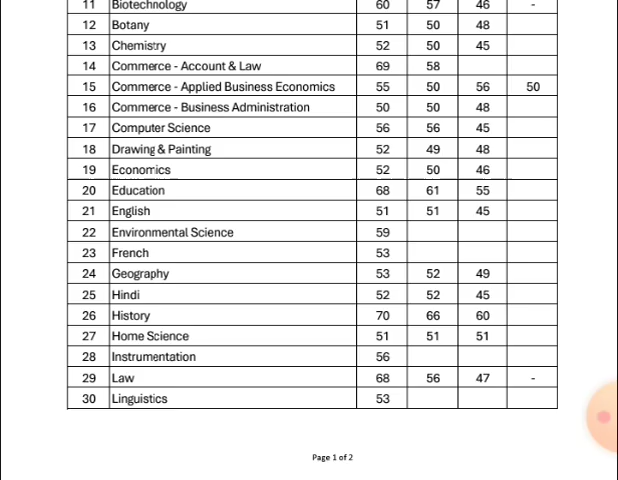 11 Biotechnology 60 57 46 -
12 Botany 51 50 48
13 Chemistry 52 50 45
14 Commerce - Account & Law 69 58
15 Commerce - Applied Business Economics 55 50 56 50
16 Commerce - Business Administration 50 50 48
17 Computer Science 56 56 45
18 Drawing & Painting 52 49 48
19 Economics 52 50 46
20 Education 68 61 55
21 English 51 51 45
22 Environmental Science 59
23 French 53
24 Geography 53 52 49
25 Hindi 52 52 45
26 History 70 66 60
27 Home Science 51 51 51
28 Instrumentation 56
29 Law 68 56 47 -
30 Linguistics 53
Page 1 of 2